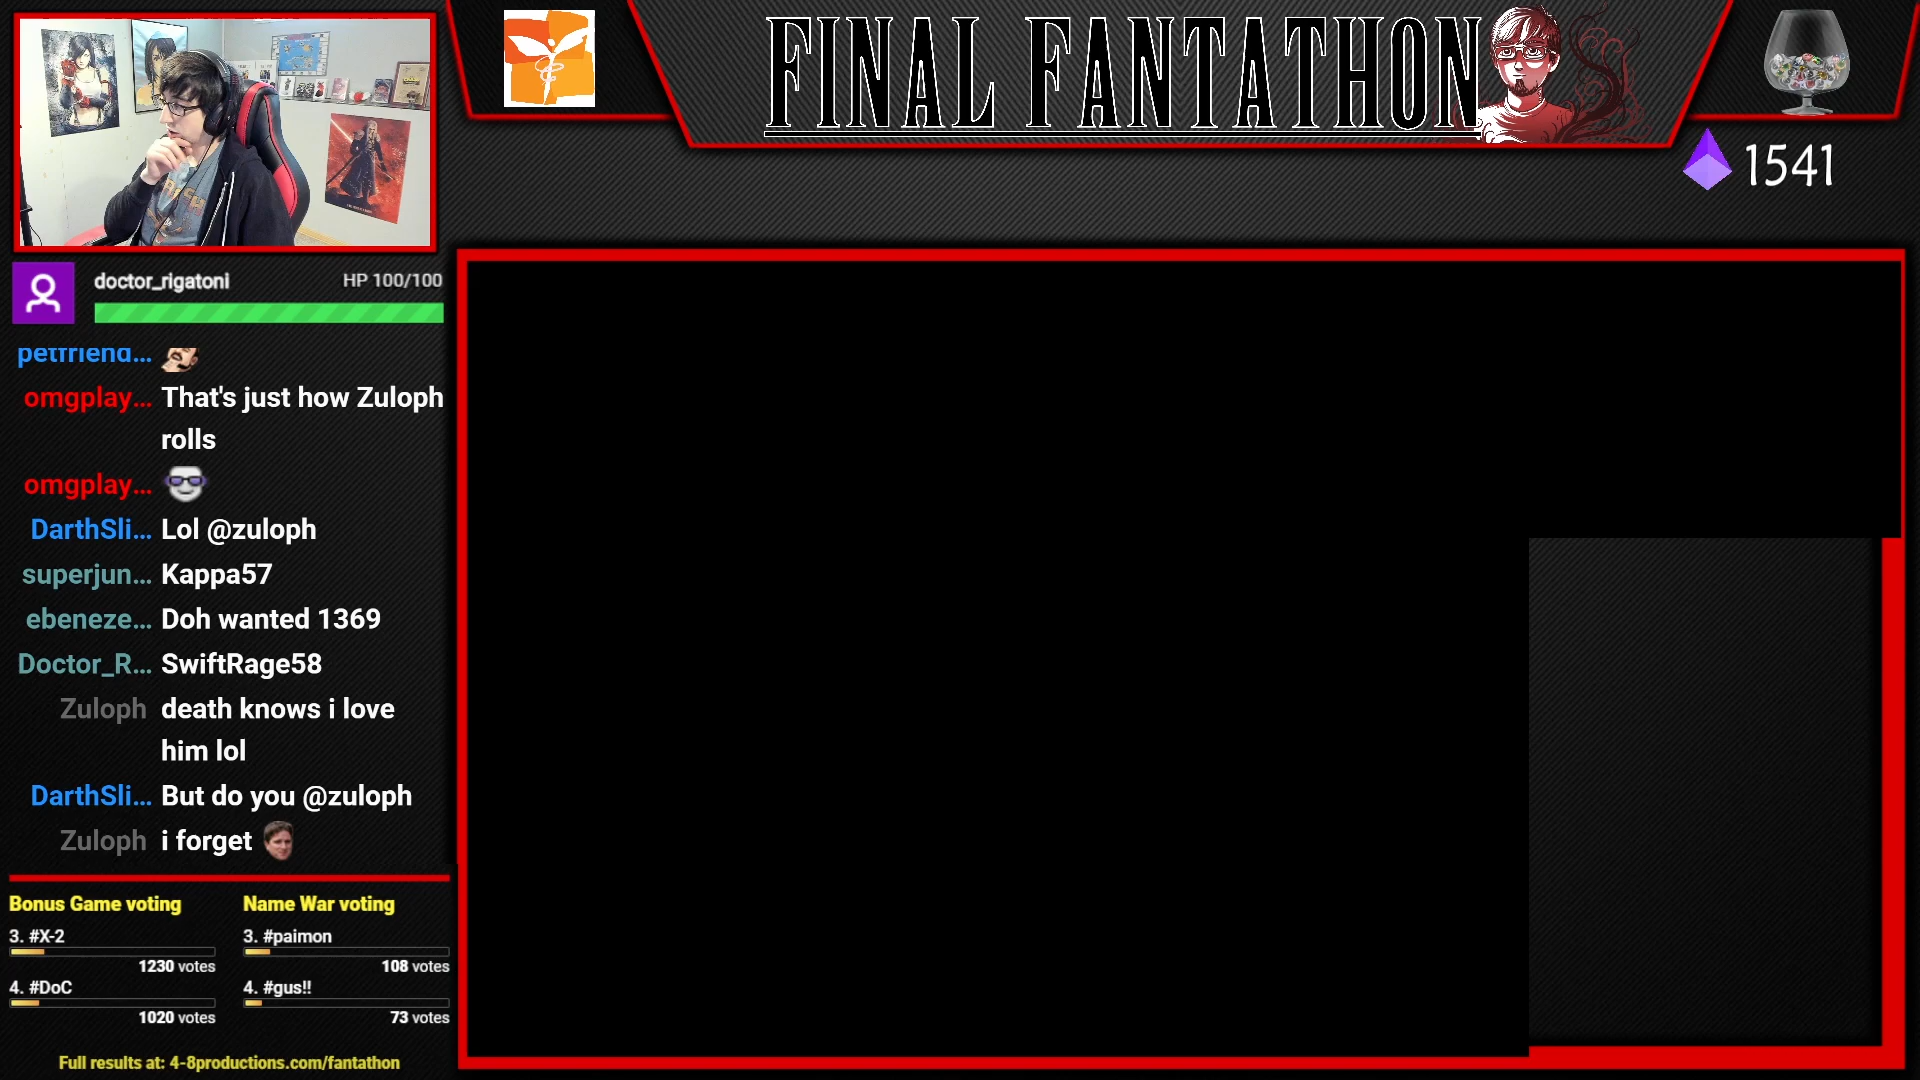 FINAL FANTATHON
1541
doctor_rigatoni HP 100/100
petfriend...
omgplay... That's just how Zuloph
rolls
omgplay...
DarthSli... Lol @zuloph
superjun... Kappa57
ebeneze... Doh wanted 1369
Doctor_R... SwiftRage58
Zuloph death knows i love
him lol
DarthSli... But do you @zuloph
Zuloph i forget
Bonus Game voting
3. #X-2
1230 votes
4. #DoC
1020 votes
Name War voting
3. #paimon
108 votes
4. #gus!!
73 votes
Full results at: 4-8productions.com/fantathon